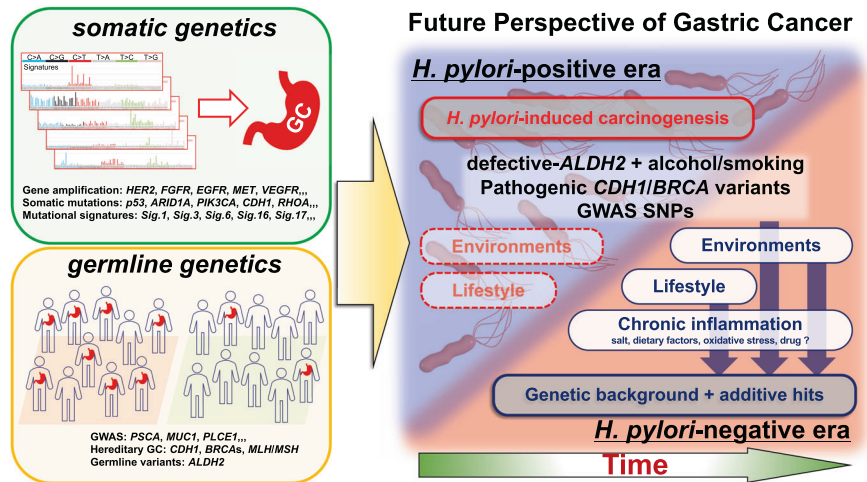 somatic genetics
C>A C>G C>T T>A T>C T>G
Signatures
GC
Gene amplification: HER2, FGFR, EGFR, MET, VEGFR,,,
Somatic mutations: p53, ARID1A, PIK3CA, CDH1, RHOA,,,
Mutational signatures: Sig.1, Sig.3, Sig.6, Sig.16, Sig.17,,,
germline genetics
GWAS: PSCA, MUC1, PLCE1,,,
Hereditary GC: CDH1, BRCAs, MLH/MSH
Germline variants: ALDH2
Future Perspective of Gastric Cancer
H. pylori-positive era
H. pylori-induced carcinogenesis
defective-ALDH2 + alcohol/smoking
Pathogenic CDH1/BRCA variants
GWAS SNPs
Environments
Lifestyle
Environments
Lifestyle
Chronic inflammation
salt, dietary factors, oxidative stress, drug ?
Genetic background + additive hits
H. pylori-negative era
Time